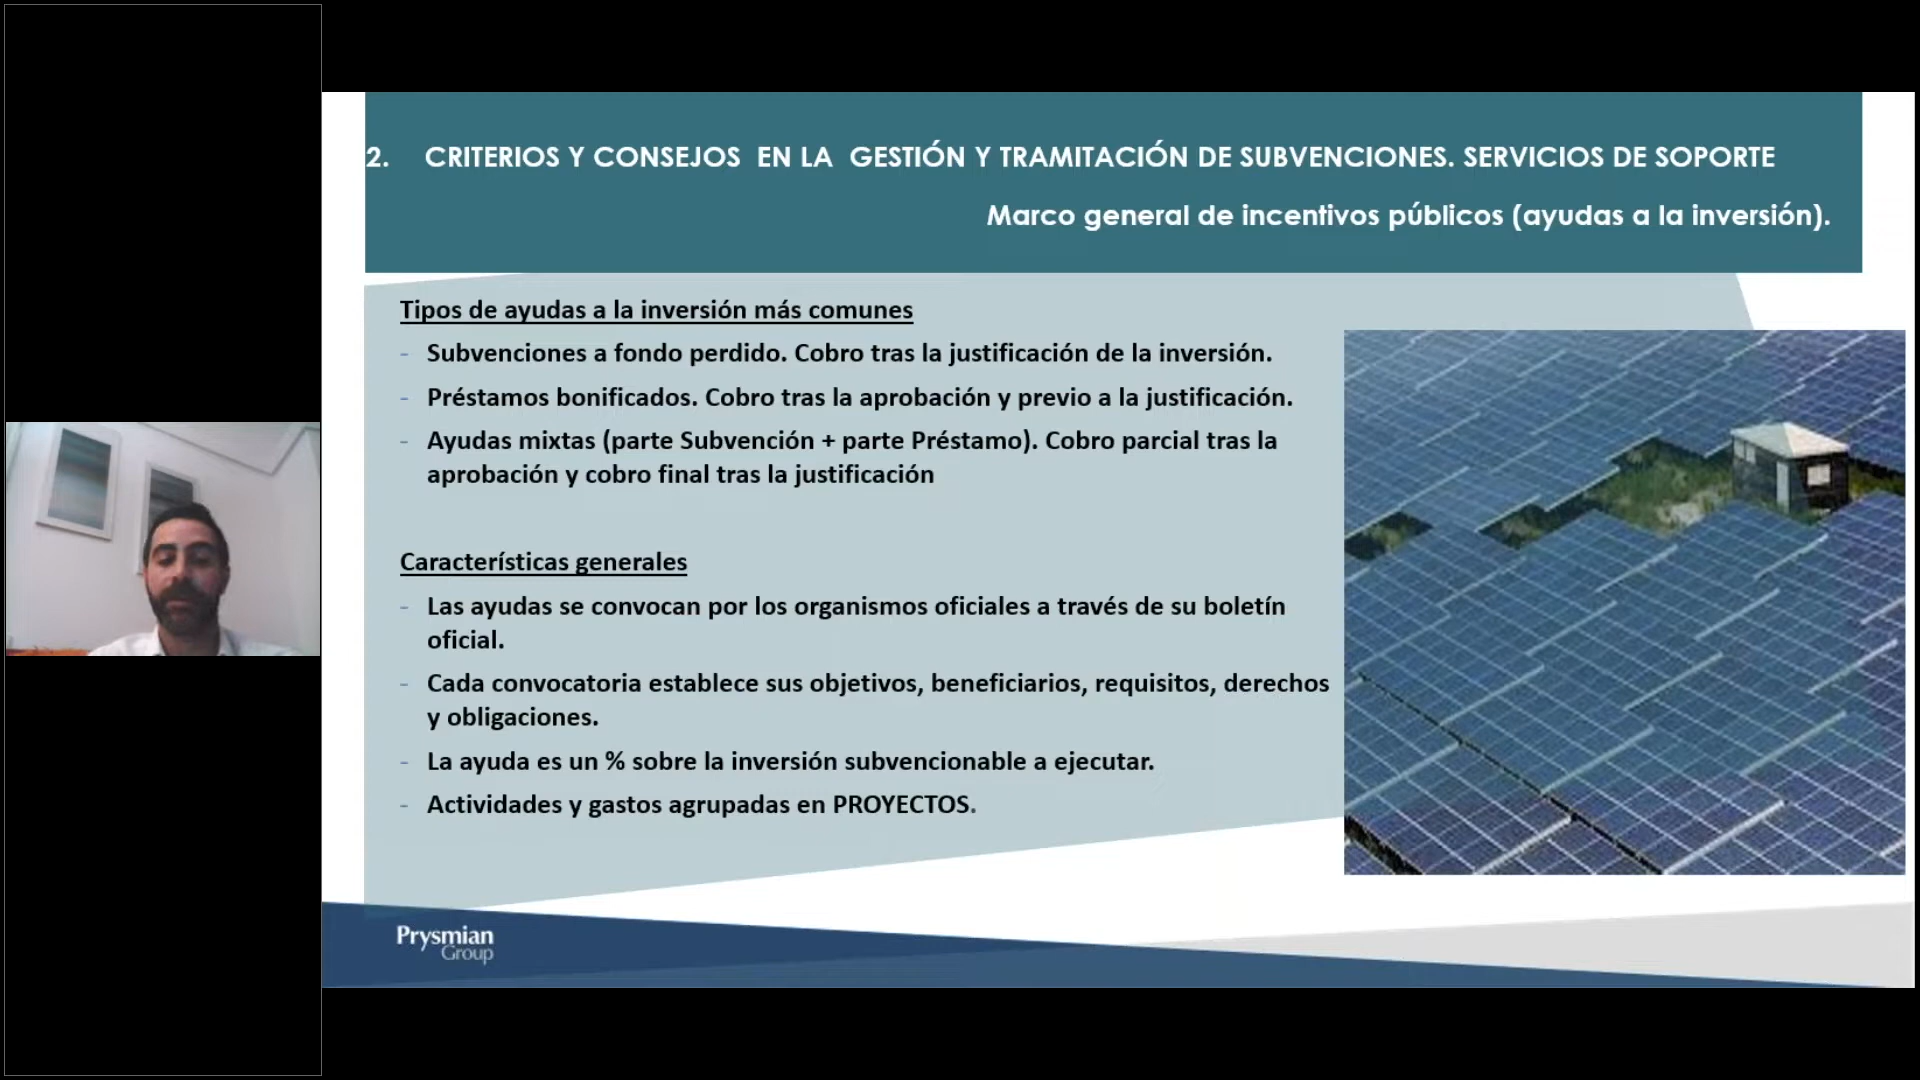 2. CRITERIOS Y CONSEJOS EN LA GESTIÓN Y TRAMITACIÓN DE SUBVENCIONES. SERVICIOS DE SOPORTE
Marco general de incentivos públicos (ayudas a la inversión).
Tipos de ayudas a la inversión más comunes
- Subvenciones a fondo perdido. Cobro tras la justificación de la inversión.
- Préstamos bonificados. Cobro tras la aprobación y previo a la justificación.
- Ayudas mixtas (parte Subvención + parte Préstamo). Cobro parcial tras la
aprobación y cobro final tras la justificación
Características generales
- Las ayudas se convocan por los organismos oficiales a través de su boletín
oficial.
- Cada convocatoria establece sus objetivos, beneficiarios, requisitos, derechos
y obligaciones.
- La ayuda es un % sobre la inversión subvencionable a ejecutar.
- Actividades y gastos agrupadas en PROYECTOS.
Prysmian
Group